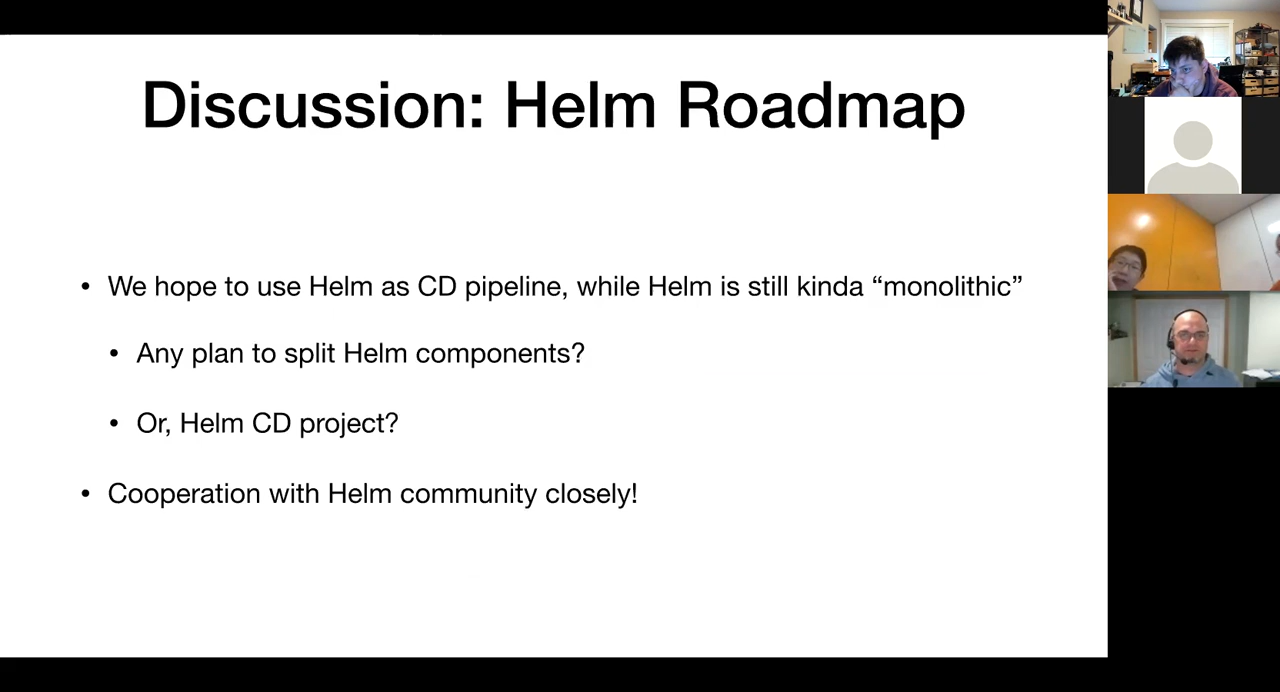 Discussion: Helm Roadmap
• We hope to use Helm as CD pipeline, while Helm is still kinda “monolithic”
• Any plan to split Helm components?
• Or, Helm CD project?
• Cooperation with Helm community closely!